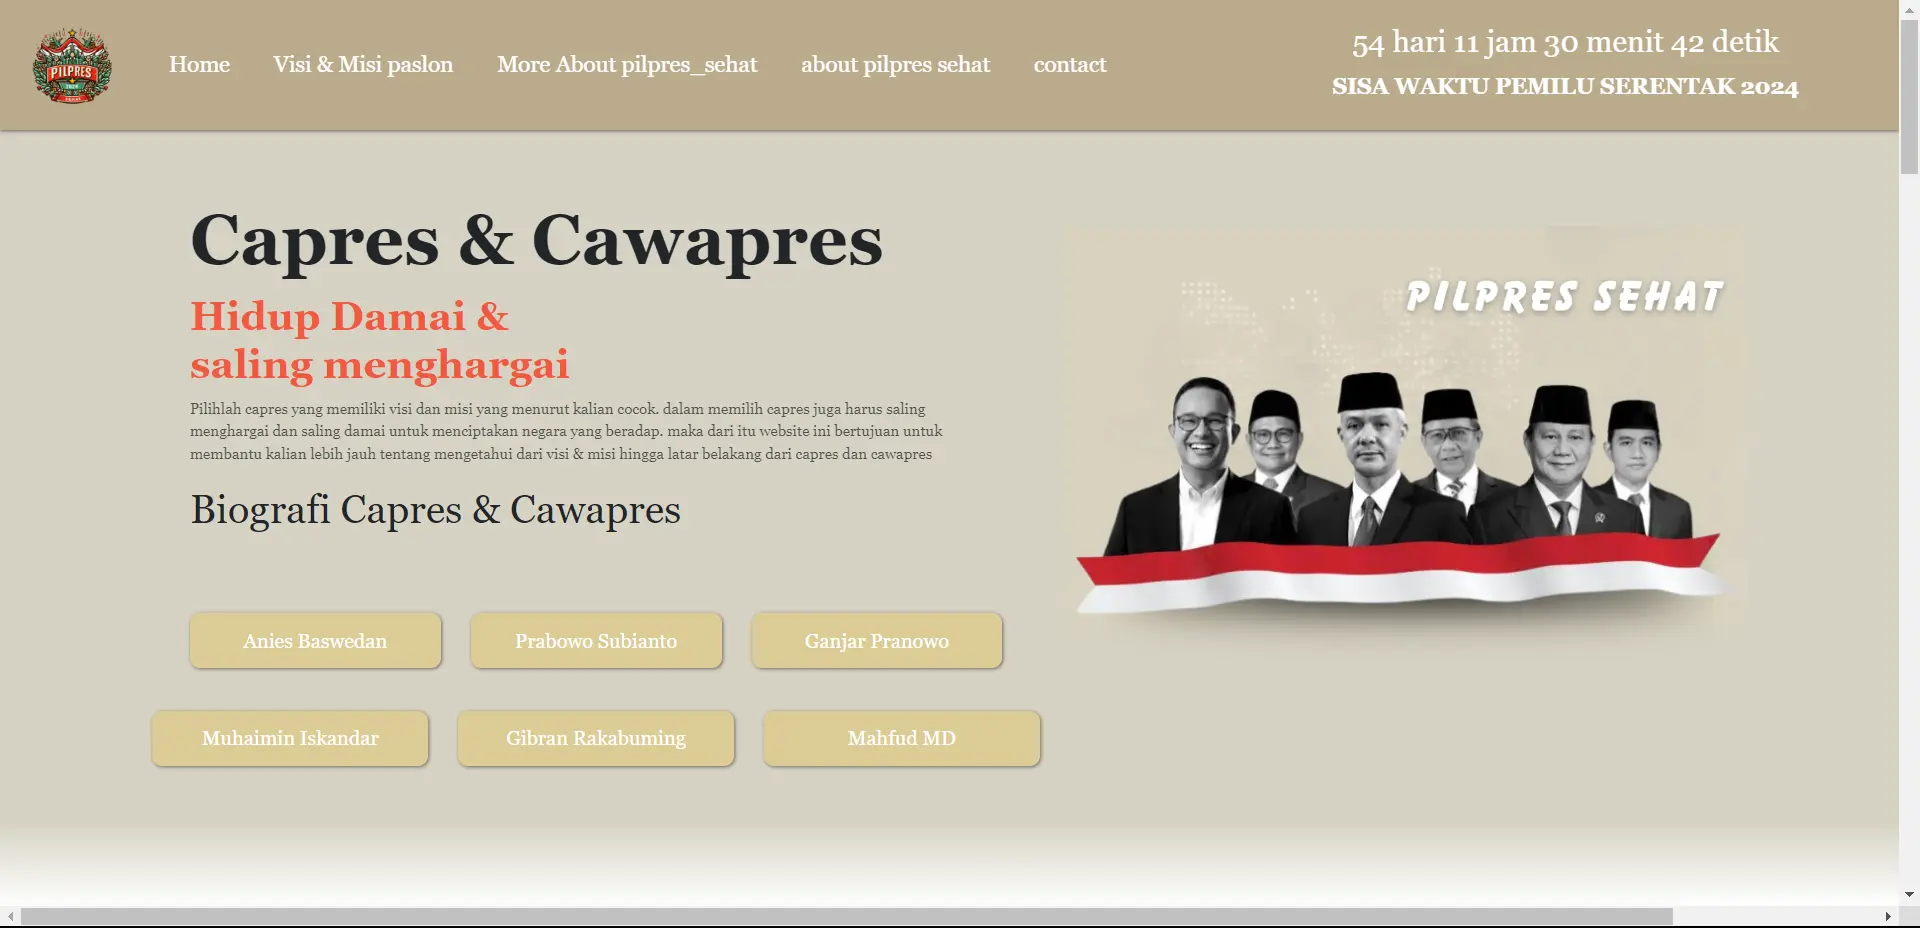 PILPRES
2024
Home
Visi & Misi paslon
More About pilpres_sehat
about pilpres sehat
contact
54 hari 11 jam 30 menit 42 detik
SISA WAKTU PEMILU SERENTAK 2024
Capres & Cawapres
Hidup Damai &
saling menghargai
Pilihlah capres yang memiliki visi dan misi yang menurut kalian cocok. dalam memilih capres juga harus saling
menghargai dan saling damai untuk menciptakan negara yang beradap. maka dari itu website ini bertujuan untuk
membantu kalian lebih jauh tentang mengetahui dari visi & misi hingga latar belakang dari capres dan cawapres
Biografi Capres & Cawapres
Anies Baswedan
Prabowo Subianto
Ganjar Pranowo
Muhaimin Iskandar
Gibran Rakabuming
Mahfud MD
PILPRES SEHAT